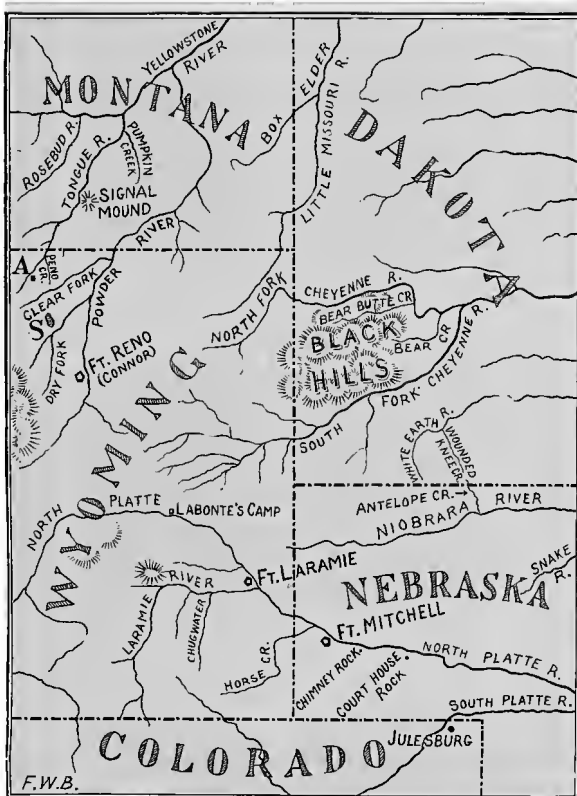 MONTANA
YELLOWSTONE
RIVER
ROSEBUD R.
TONGUE R.
PUMPKIN
CREEK
SIGNAL
MOUND
BOX ELDER
LITTLE MISSOURI R.
DAKOTA
A.
PENO CR.
CLEAR FORK
POWDER RIVER
S
DRY FORK
FT. RENO
(CONNOR)
NORTH FORK
CHEYENNE R.
BEAR BUTTE CR.
BLACK
HILLS
BEAR CR
SOUTH FORK CHEYENNE R.
WYOMING
WHITE EARTH R.
WOUNDED
KNEE CR.
ANTELOPE CR.→
NIOBRARA RIVER
NORTH PLATTE
LABONTE'S CAMP
LARAMIE RIVER
FT. LARAMIE
NEBRASKA
SNAKE
R.
CHUGWATER
FT. MITCHELL
HORSE CR.
CHIMNEY ROCK.
COURT HOUSE
ROCK
NORTH PLATTE R.
SOUTH PLATTE R.
COLORADO
JULESBURG
F.W.B.